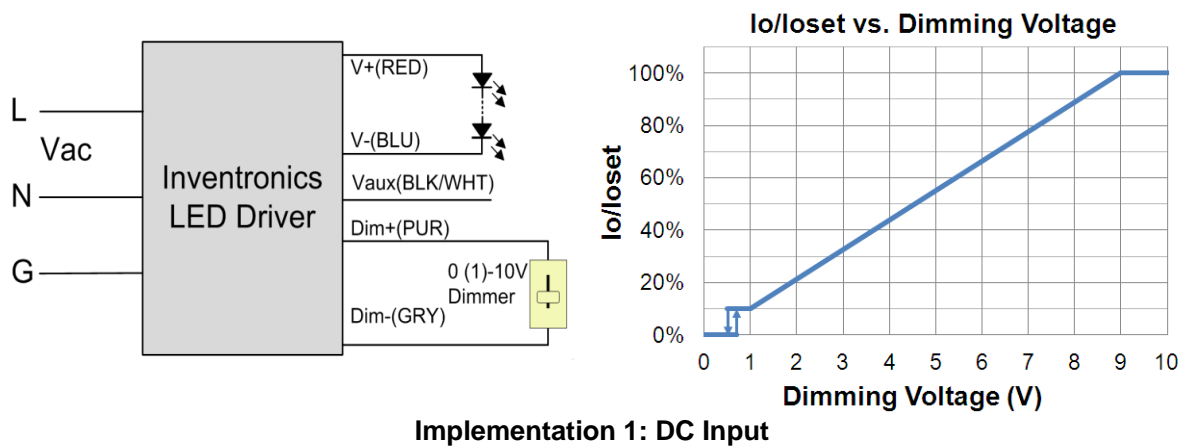 L
Vac
N
G
Inventronics
LED Driver
V+(RED)
V-(BLU)
Vaux(BLK/WHT)
Dim+(PUR)
0 (1)-10V
Dimmer
Dim-(GRY)
Io/Ioset vs. Dimming Voltage
Io/Ioset
100%
80%
60%
40%
20%
0%
0 1 2 3 4 5 6 7 8 9 10
Dimming Voltage (V)
Implementation 1: DC Input